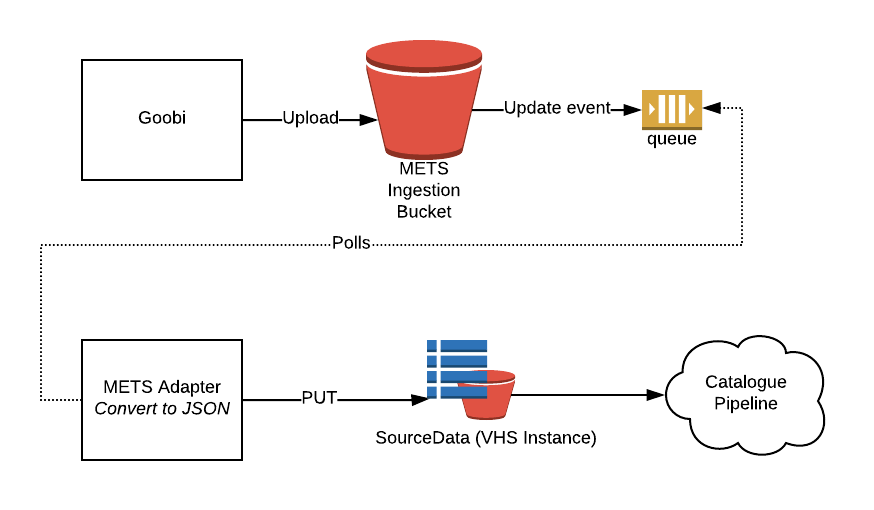 Goobi
Upload
METS
Ingestion
Bucket
Update event
queue
Polls
METS Adapter
Convert to JSON
PUT
SourceData (VHS Instance)
Catalogue
Pipeline